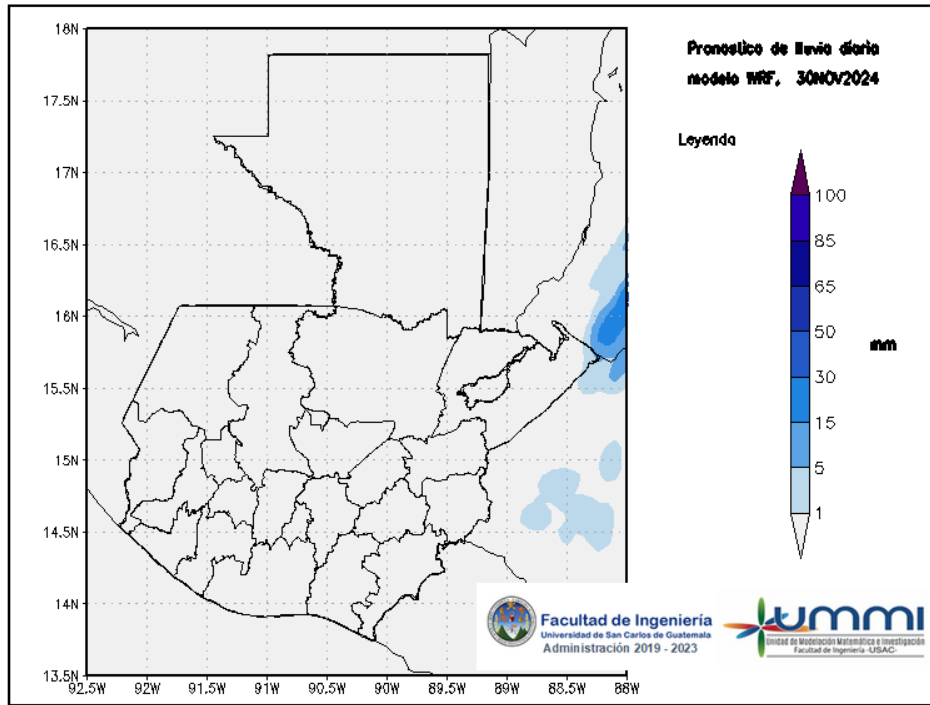 Pronostico de lluvia diaria
modelo WRF, 30NOV2024
Leyenda
100
85
65
50
30
15
5
1
mm
18N
17.5N
17N
16.5N
16N
15.5N
15N
14.5N
14N
13.5N
92.5W
92W
91.5W
91W
90.5W
90W
89.5W
89W
88.5W
88W
Facultad de Ingeniería
Universidad de San Carlos de Guatemala
Administración 2019 - 2023
ummi
Unidad de Modelación Matemática e Investigación
Facultad de Ingeniería -USAC-